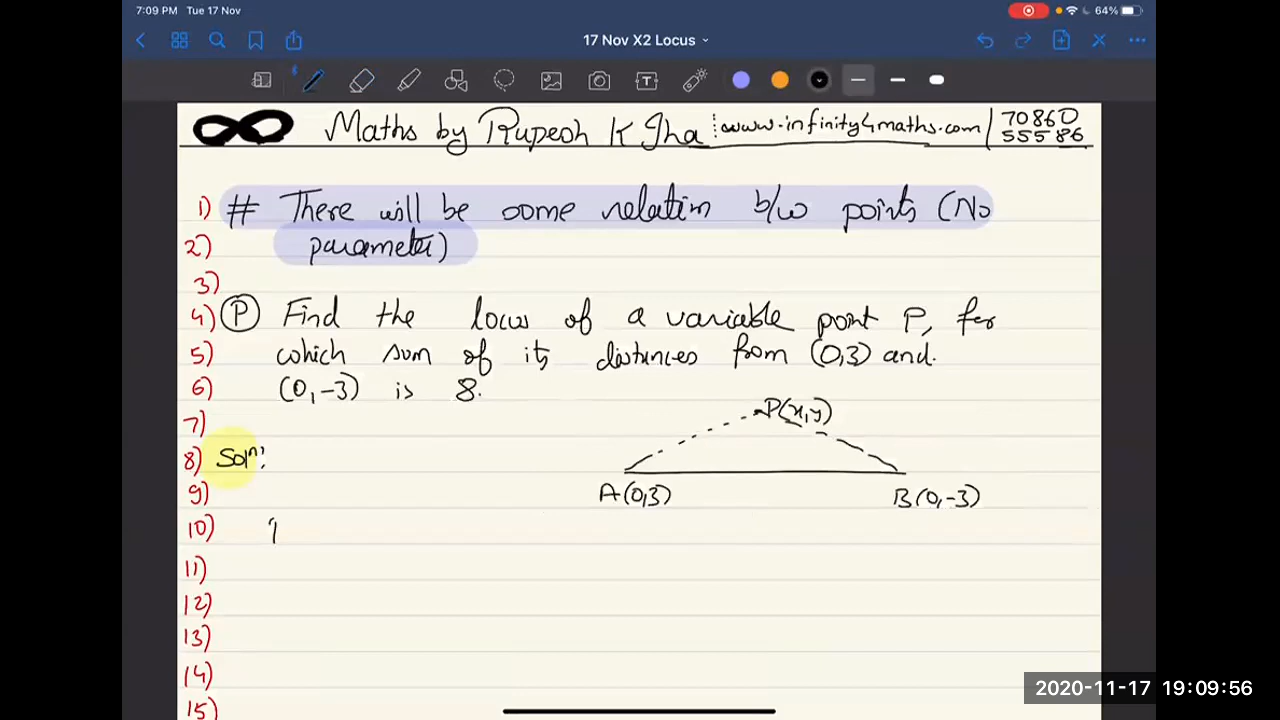 7:09 PM Tue 17 Nov
64%
17 Nov X2 Locus
Maths by Rupesh K Jha www.infinity4maths.com / 70860 55586
1) # There will be some relation b/w points (No
2) parameter)
3)
4) (P) Find the locus of a variable point P, for
5) which sum of its distances from (0,3) and.
6) (0,-3) is 8.
7) P(x,y)
8) Solⁿ:
9) A(0,3) B(0,-3)
10)
11)
12)
13)
14)
15)
2020-11-17 19:09:56